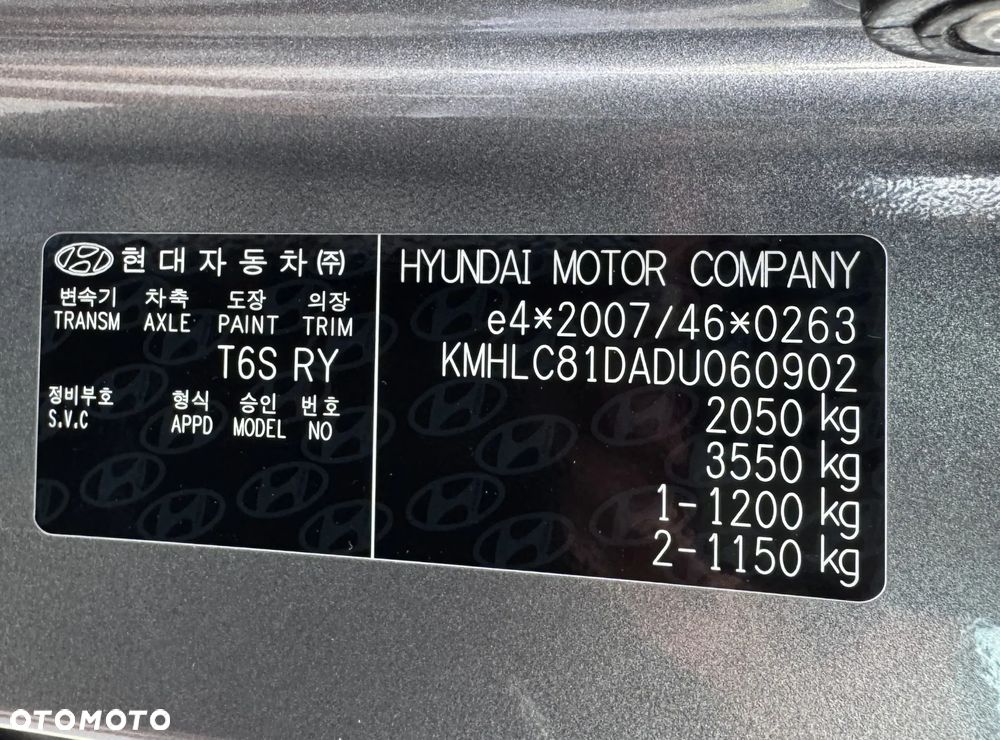 현대자동차㈜
변속기 차축 도장 의장
TRANSM AXLE PAINT TRIM
T6S RY
정비부호 형식 승인 번호
S.V.C APPD MODEL NO
HYUNDAI MOTOR COMPANY
e4*2007/46*0263
KMHLC81DADU060902
2050 kg
3550 kg
1-1200 kg
2-1150 kg
OTOMOTO